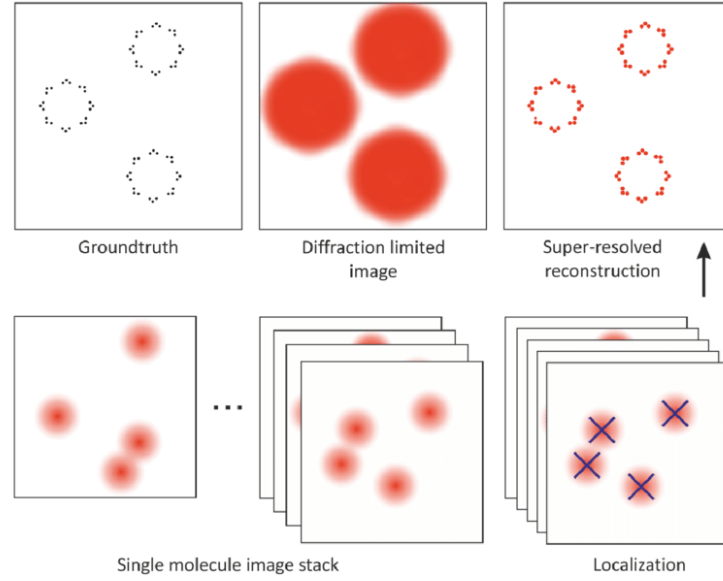 Groundtruth
Diffraction limited
image
Super-resolved
reconstruction
...
Single molecule image stack
Localization